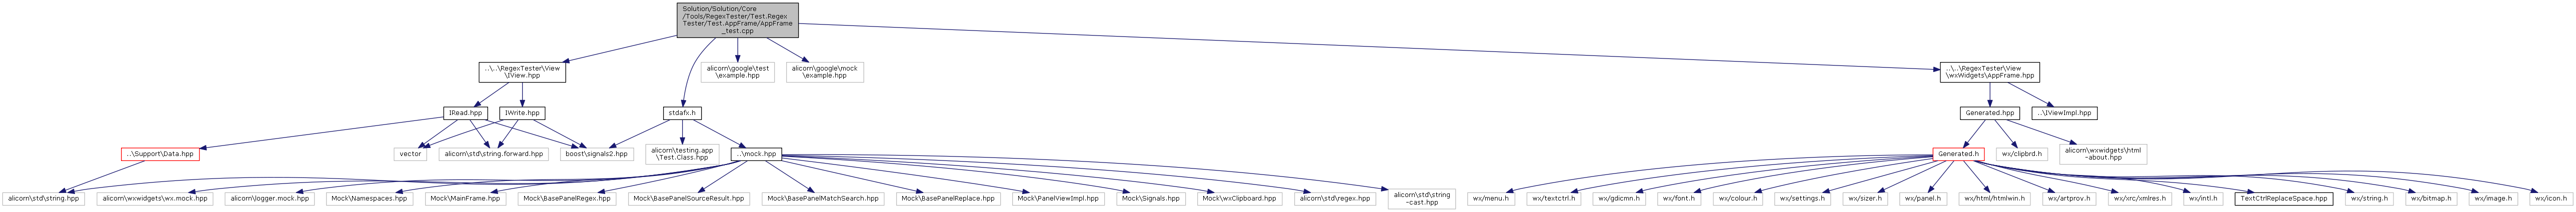 Solution/Solution/Core
/Tools/RegexTester/Test.Regex
Tester/Test.AppFrame/AppFrame
_test.cpp
..\..\RegexTester\View
\IView.hpp
alicorn\google\test
\example.hpp
alicorn\google\mock
\example.hpp
..\..\RegexTester\View
\wxWidgets\AppFrame.hpp
IRead.hpp
IWrite.hpp
stdafx.h
Generated.hpp
..\IViewImpl.hpp
..\Support\Data.hpp
vector
alicorn\std\string.forward.hpp
boost\signals2.hpp
alicorn\testing.app
\Test.Class.hpp
..\mock.hpp
Generated.h
wx/clipbrd.h
alicorn\wxwidgets\html
-about.hpp
alicorn\std\string.hpp
alicorn\wxwidgets\wx.mock.hpp
alicorn\logger.mock.hpp
Mock\Namespaces.hpp
Mock\MainFrame.hpp
Mock\BasePanelRegex.hpp
Mock\BasePanelSourceResult.hpp
Mock\BasePanelMatchSearch.hpp
Mock\BasePanelReplace.hpp
Mock\PanelViewImpl.hpp
Mock\Signals.hpp
Mock\wxClipboard.hpp
alicorn\std\regex.hpp
alicorn\std\string
-cast.hpp
wx/menu.h
wx/textctrl.h
wx/gdicmn.h
wx/font.h
wx/colour.h
wx/settings.h
wx/sizer.h
wx/panel.h
wx/html/htmlwin.h
wx/artprov.h
wx/xrc/xmlres.h
wx/intl.h
TextCtrlReplaceSpace.hpp
wx/string.h
wx/bitmap.h
wx/image.h
wx/icon.h